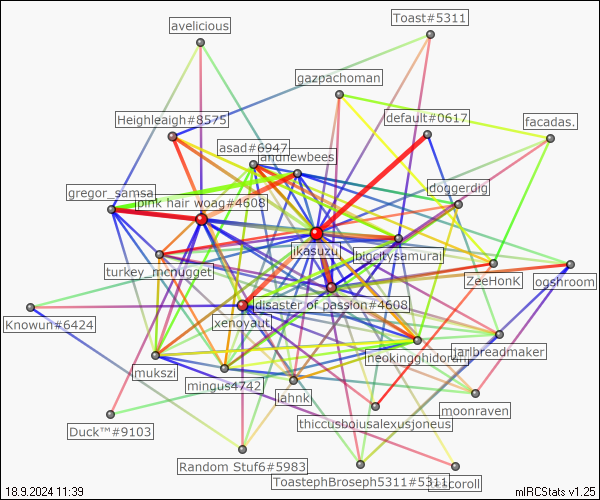 avelicious
Toast#5311
gazpachoman
Heighleaigh#8575
default#0617
facadas.
asad#6947
andnewbees
doggerdig
gregor_samsa
pink hair woag#4608
ikasuzu
bigcitysamurai
turkey_mcnugget
ZeeHonK
ogshroom
disaster of passion#4608
Knowun#6424
xenoyaut
neokingghidorah
jarlbreadmaker
mukszi
mingus4742
lahnk
moonraven
thiccusboiusalexusjoneus
Duck™#9103
Random Stuf6#5983
ToastephBroseph5311#5311
coroll
18.9.2024 11:39
mIRCStats v1.25